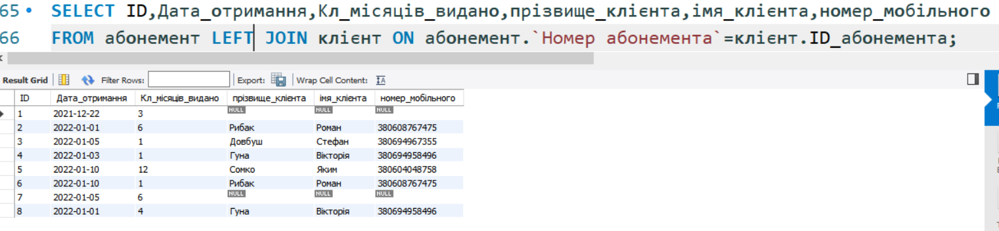 65 SELECT ID,Дата_отримання,Кл_місяців_видано,прізвище_клієнта,імя_клієнта,номер_мобільного
66 FROM абонемент LEFT JOIN клієнт ON абонемент.`Номер абонемента`=клієнт.ID_абонемента;
Result Grid Filter Rows: Export: Wrap Cell Content:
ID Дата_отримання Кл_місяців_видано прізвище_клієнта імя_клієнта номер_мобільного
1 2021-12-22 3 NULL NULL NULL
2 2022-01-01 6 Рибак Роман 380608767475
3 2022-01-05 1 Довбуш Стефан 380694967355
4 2022-01-03 1 Гуна Вікторія 380694958496
5 2022-01-10 12 Сомко Яким 380604048758
6 2022-01-10 1 Рибак Роман 380608767475
7 2022-01-05 6 NULL NULL NULL
8 2022-01-01 4 Гуна Вікторія 380694958496